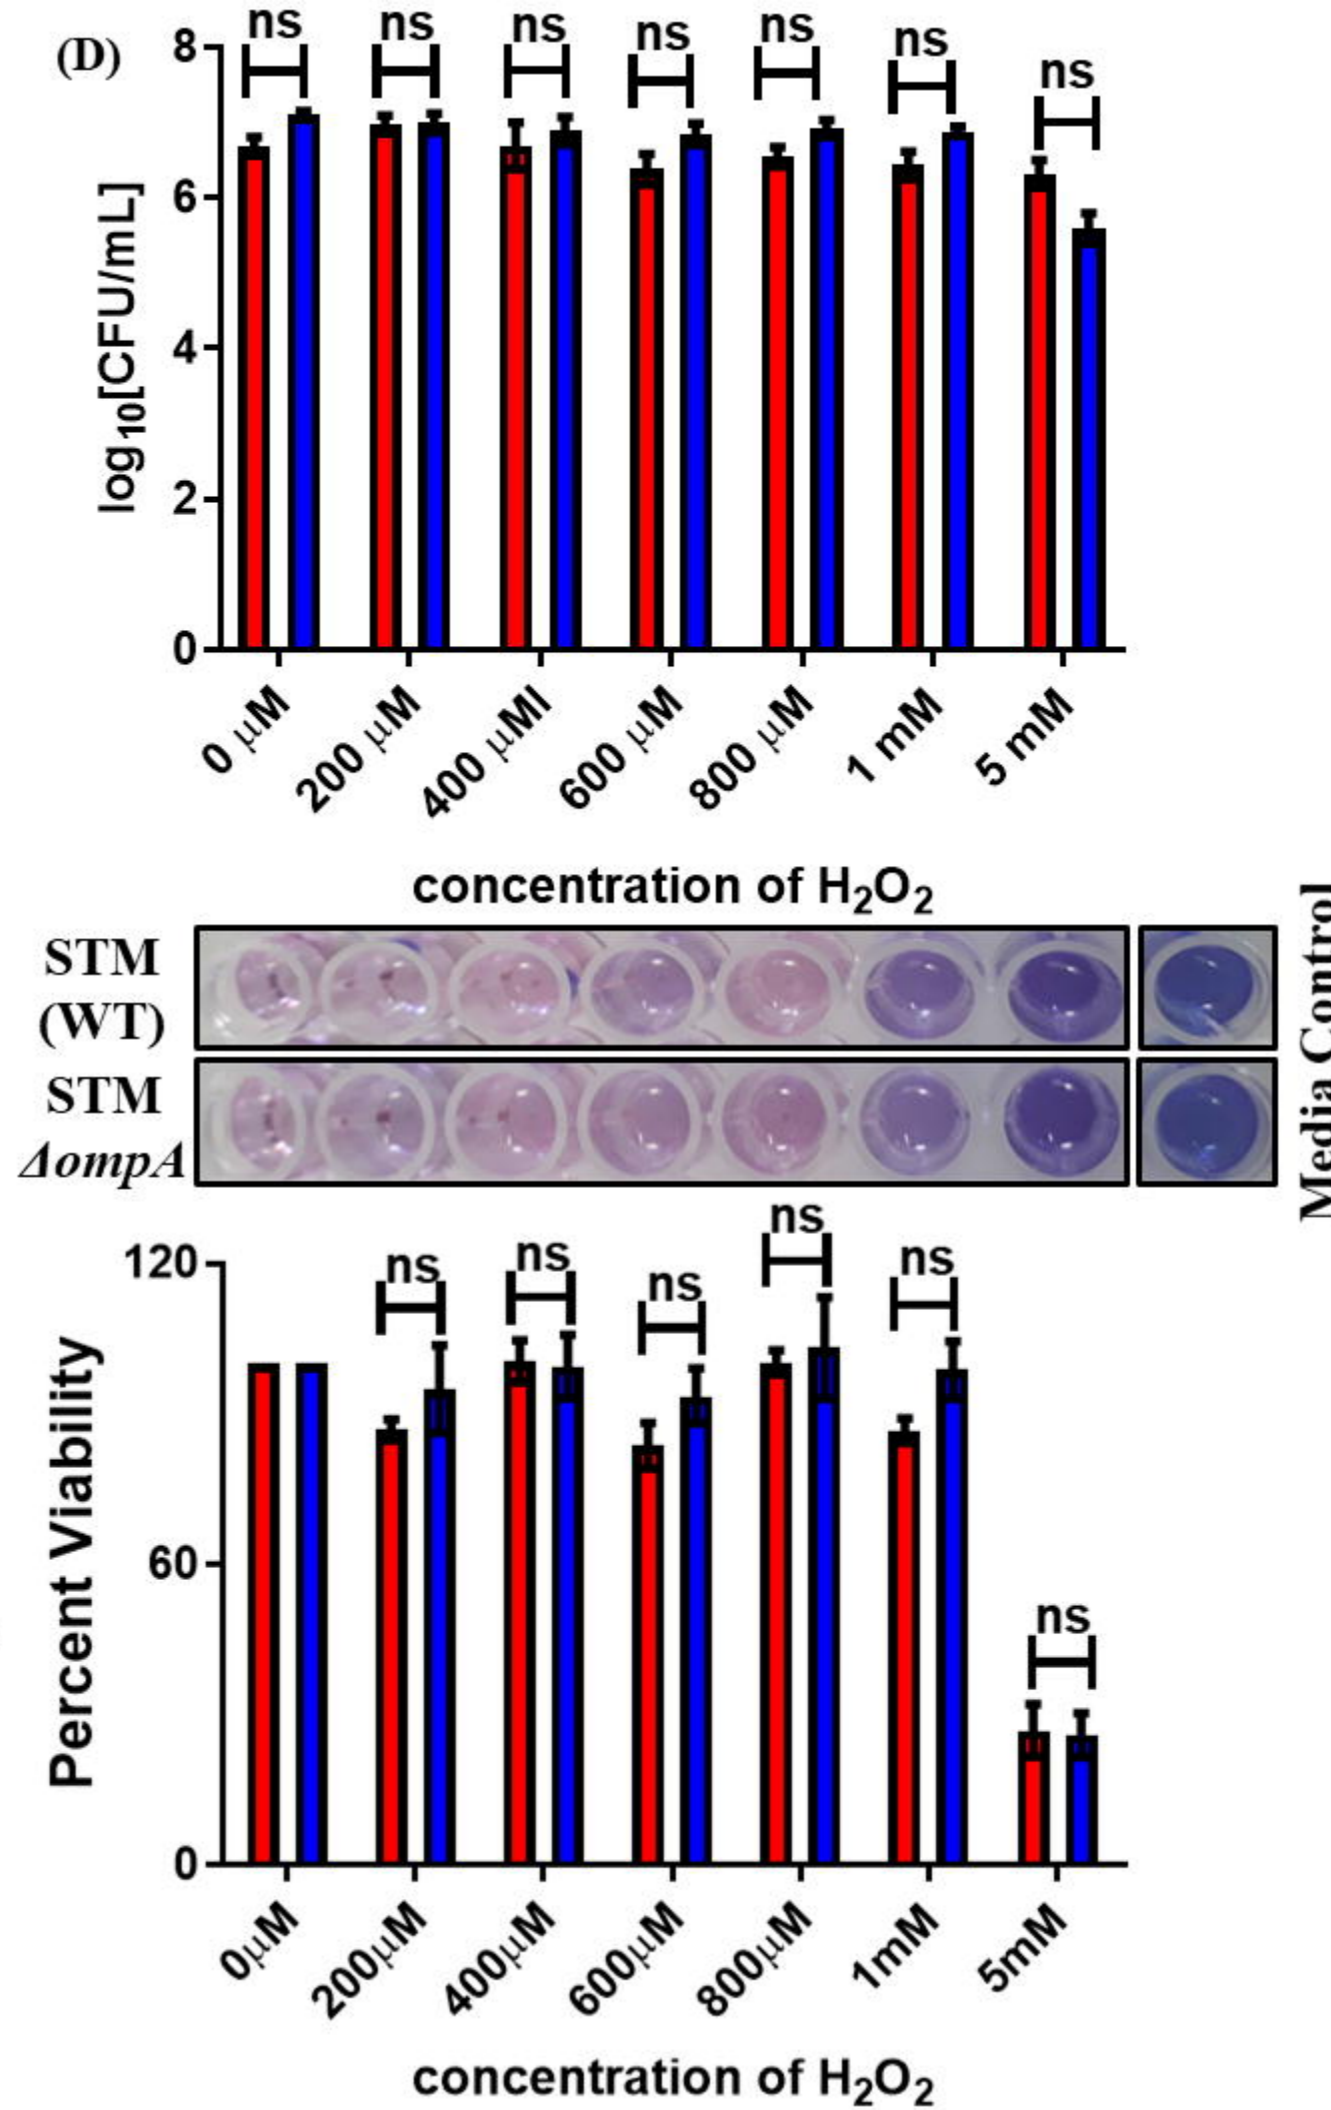 (D)
ns ns ns ns ns ns ns
log10[CFU/mL]
8
6
4
2
0
0 μM 200 μM 400 μMl 600 μM 800 μM 1 mM 5 mM
concentration of H2O2
STM
(WT)
STM
ΔompA
Media Control
ns ns ns ns ns ns
Percent Viability
120
60
0
0μM 200μM 400μM 600μM 800μM 1mM 5mM
concentration of H2O2